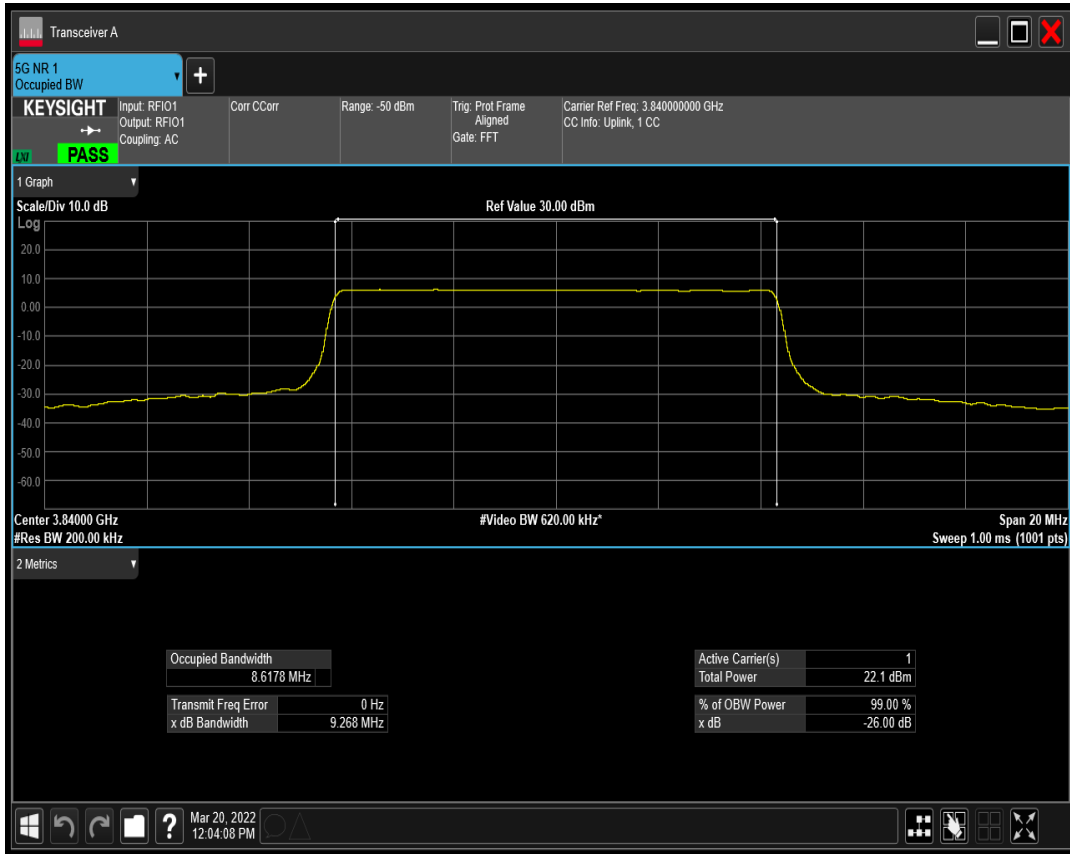 Transceiver A
5G NR 1
Occupied BW
+
KEYSIGHT
LXI
PASS
Input: RFIO1
Output: RFIO1
Coupling: AC
Corr CCorr
Range: -50 dBm
Trig: Prot Frame
Aligned
Gate: FFT
Carrier Ref Freq: 3.840000000 GHz
CC Info: Uplink, 1 CC
1 Graph
Scale/Div 10.0 dB
Ref Value 30.00 dBm
Log
20.0
10.0
0.00
-10.0
-20.0
-30.0
-40.0
-50.0
-60.0
Center 3.84000 GHz
#Video BW 620.00 kHz*
Span 20 MHz
#Res BW 200.00 kHz
Sweep 1.00 ms (1001 pts)
2 Metrics
Occupied Bandwidth
8.6178 MHz
Transmit Freq Error 0 Hz
x dB Bandwidth 9.268 MHz
Active Carrier(s) 1
Total Power 22.1 dBm
% of OBW Power 99.00 %
x dB -26.00 dB
?
Mar 20, 2022
12:04:08 PM